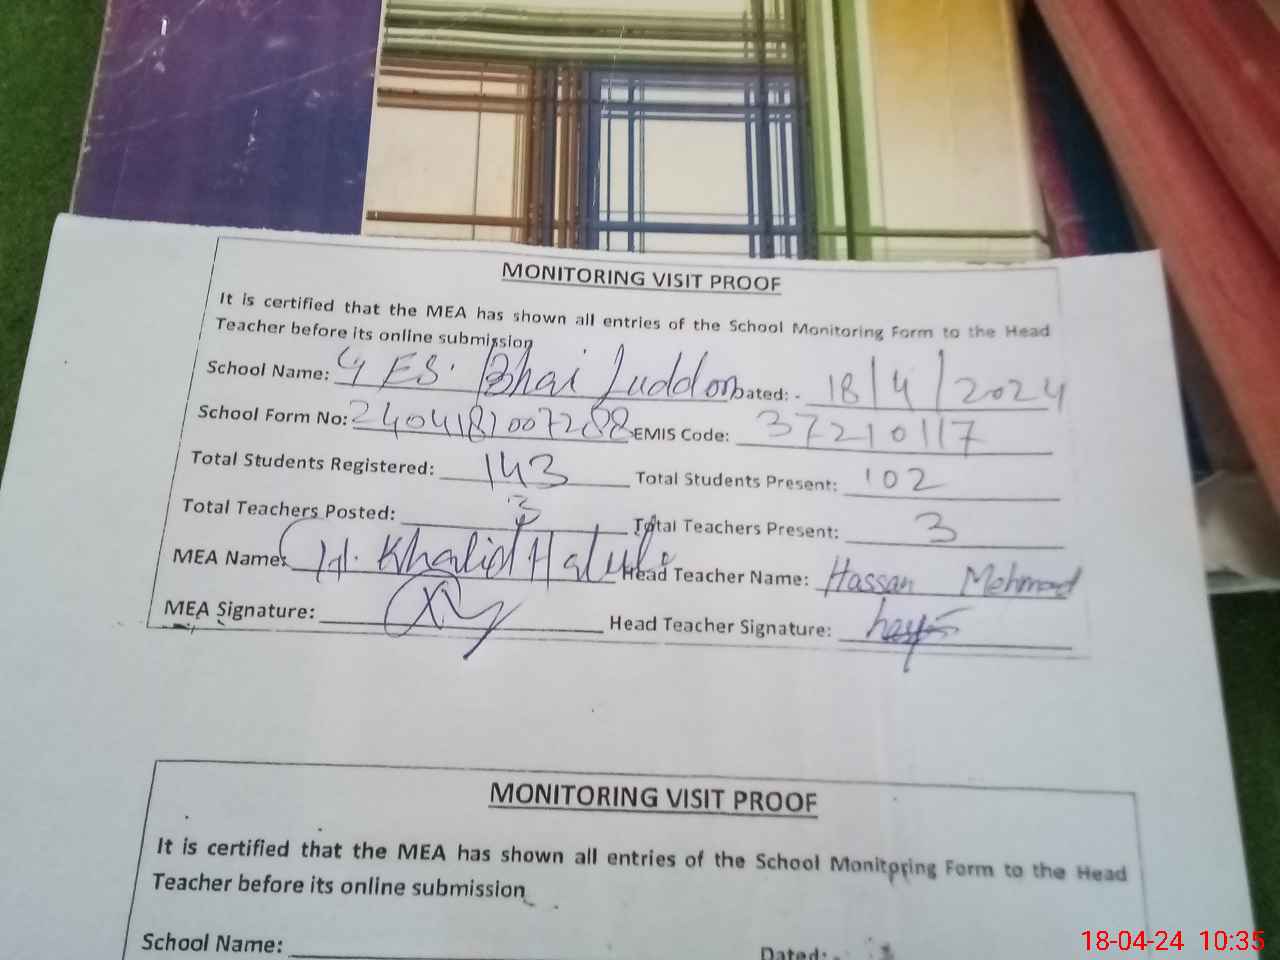 MONITORING VISIT PROOF
It is certified that the MEA has shown all entries of the School Monitoring Form to the Head
Teacher before its online submission
School Name: GES. Bhai Luddon Dated: - 18/4/2024
School Form No: EMIS Code: 37210117
Total Students Registered: 143 Total Students Present: 102
Total Teachers Posted: 3 Total Teachers Present: 3
MEA Name: H. Khalid Head Teacher Name: Hassan Mehmood
MEA Signature: Head Teacher Signature:
MONITORING VISIT PROOF
It is certified that the MEA has shown all entries of the School Monitoring Form to the Head
Teacher before its online submission
School Name: Dated: -
18-04-24 10:35